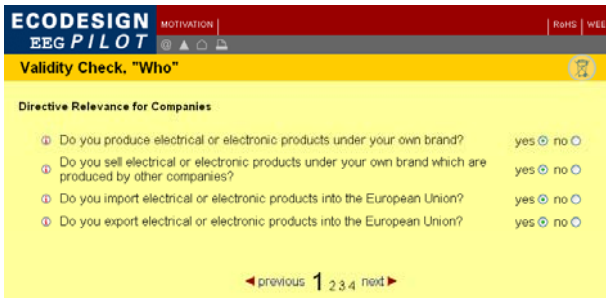 ECODESIGN MOTIVATION | | RoHS | WEE
EEG PILOT @
Validity Check, "Who"
Directive Relevance for Companies
Do you produce electrical or electronic products under your own brand? yes no
Do you sell electrical or electronic products under your own brand which are
produced by other companies? yes no
Do you import electrical or electronic products into the European Union? yes no
Do you export electrical or electronic products into the European Union? yes no
previous 1 2 3 4 next